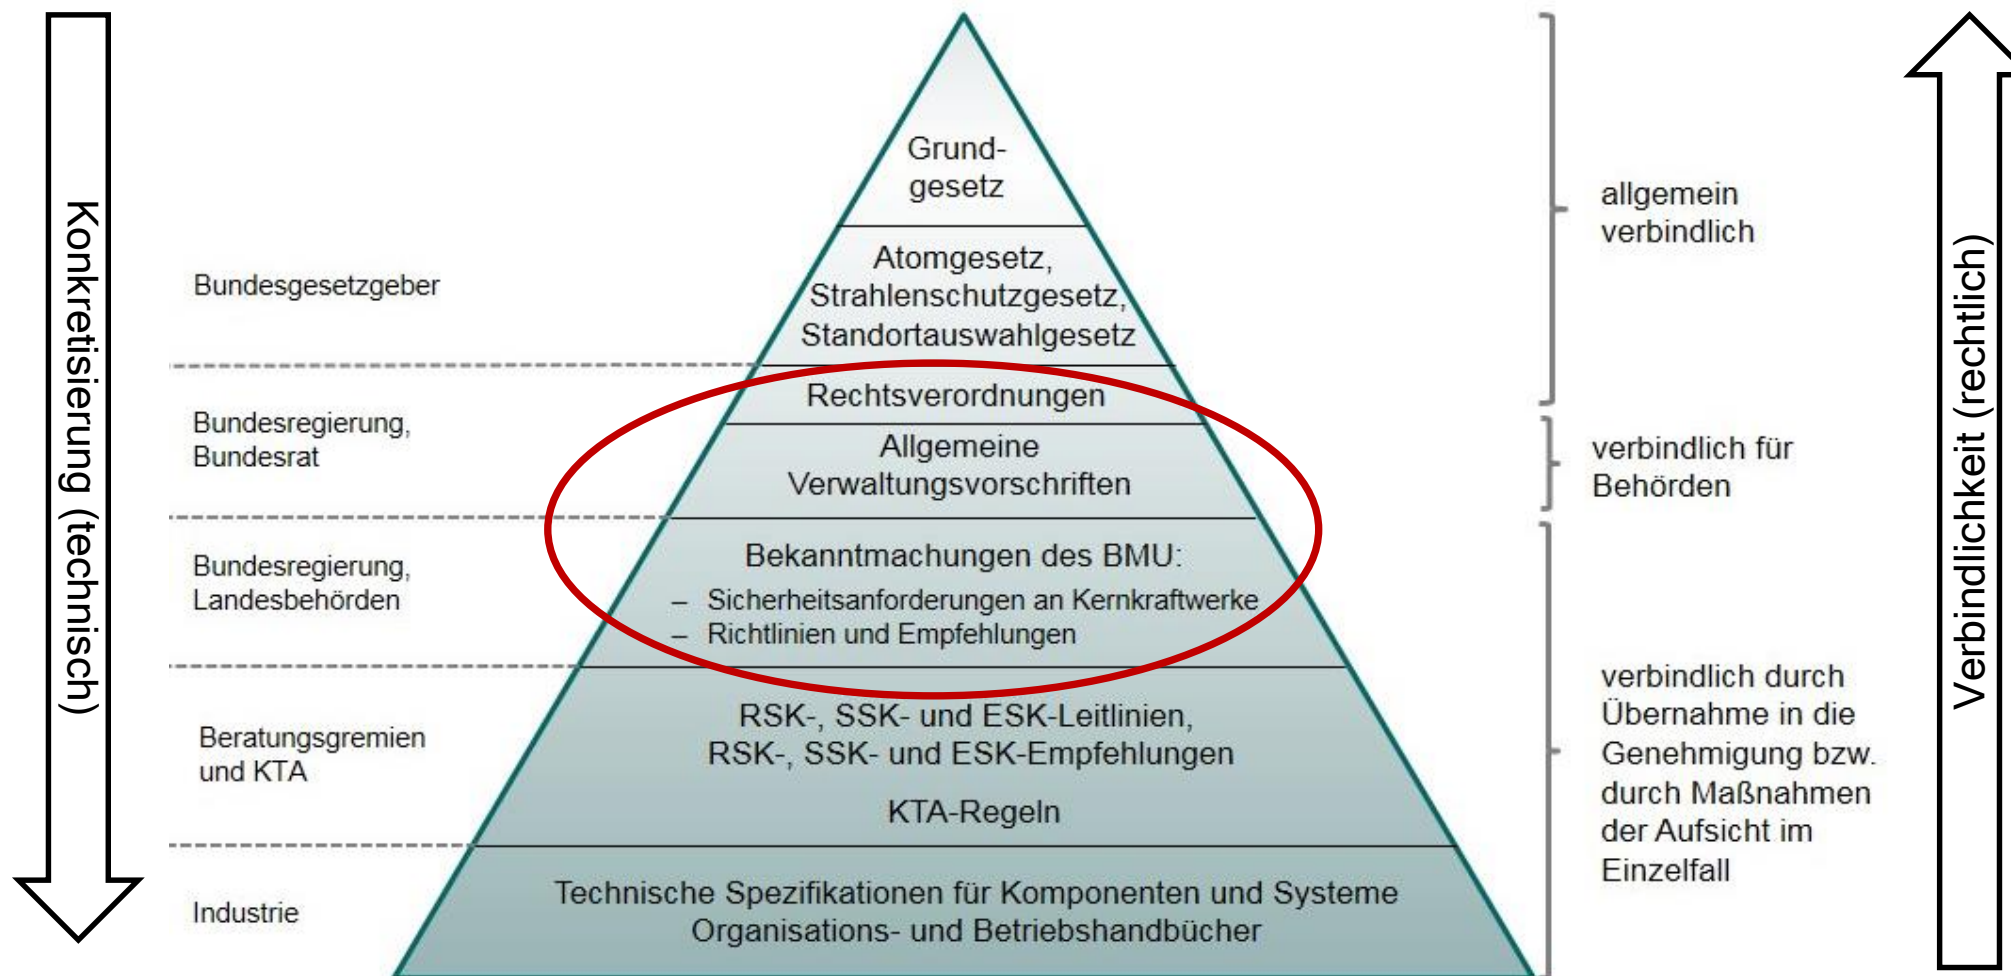 Konkretisierung (technisch)
Bundesgesetzgeber
Bundesregierung,
Bundesrat
Bundesregierung,
Landesbehörden
Beratungsgremien
und KTA
Industrie
Grund-
gesetz
Atomgesetz,
Strahlenschutzgesetz,
Standortauswahlgesetz
Rechtsverordnungen
Allgemeine
Verwaltungsvorschriften
Bekanntmachungen des BMU:
– Sicherheitsanforderungen an Kernkraftwerke
– Richtlinien und Empfehlungen
RSK-, SSK- und ESK-Leitlinien,
RSK-, SSK- und ESK-Empfehlungen
KTA-Regeln
Technische Spezifikationen für Komponenten und Systeme
Organisations- und Betriebshandbücher
allgemein
verbindlich
verbindlich für
Behörden
verbindlich durch
Übernahme in die
Genehmigung bzw.
durch Maßnahmen
der Aufsicht im
Einzelfall
Verbindlichkeit (rechtlich)